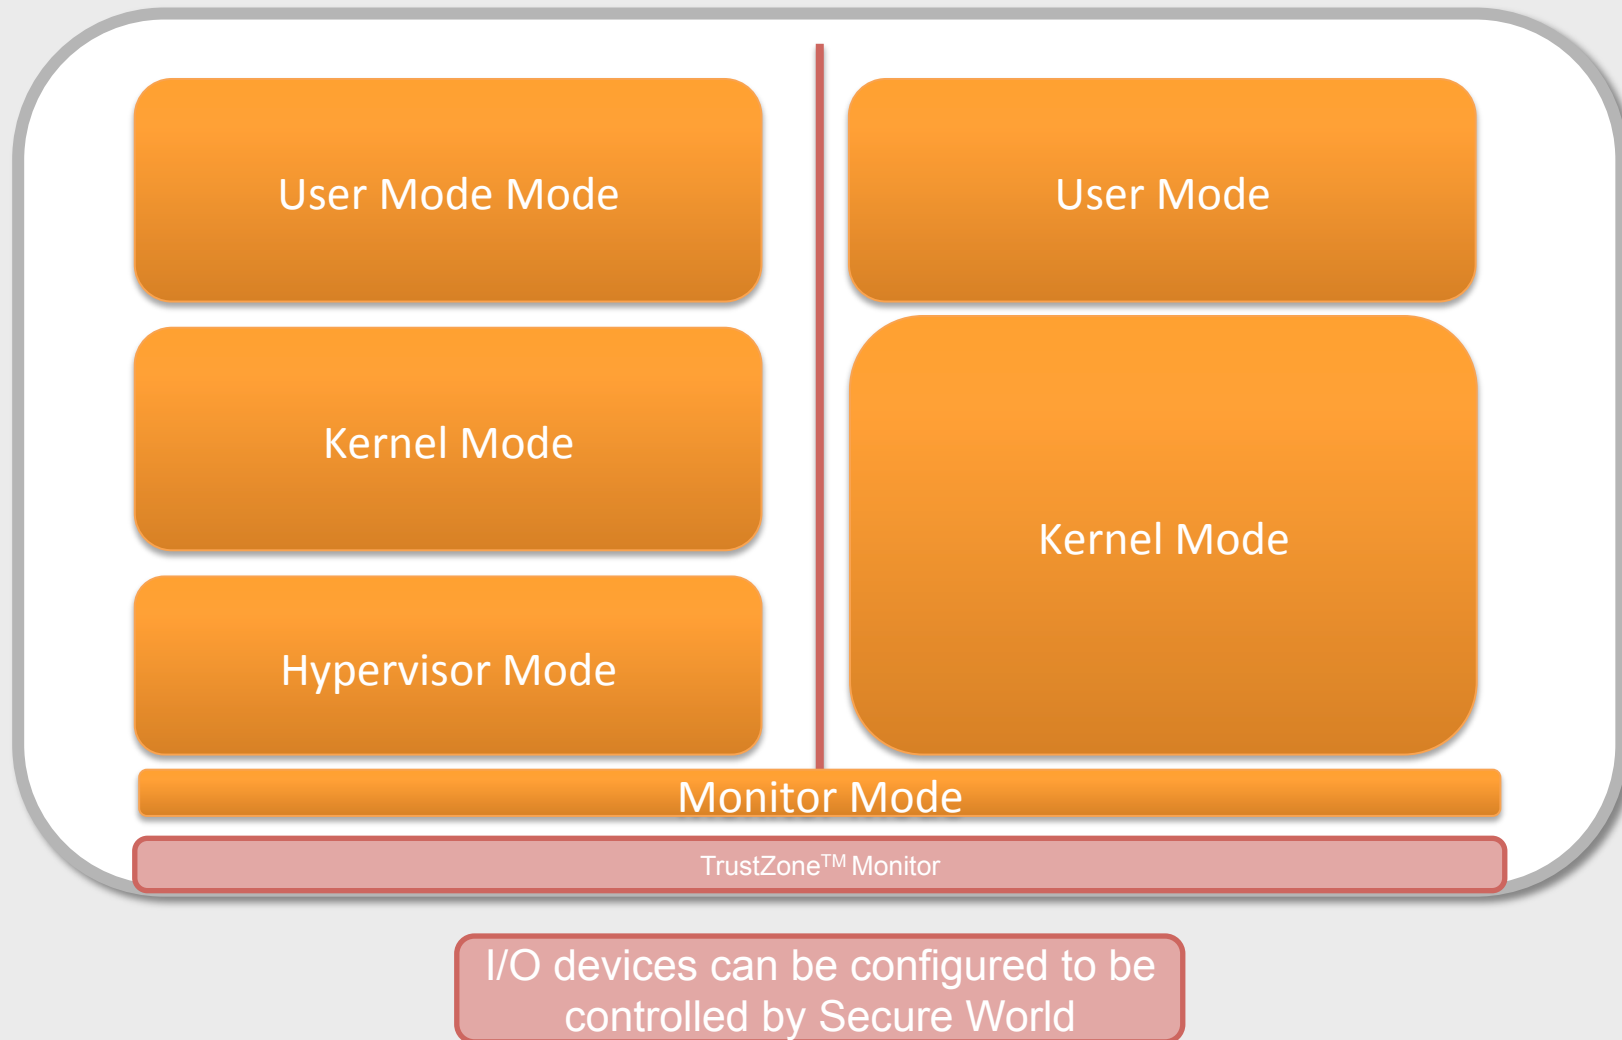 User Mode Mode
User Mode
Kernel Mode
Kernel Mode
Hypervisor Mode
Monitor Mode
TrustZone™ Monitor
I/O devices can be configured to be
controlled by Secure World